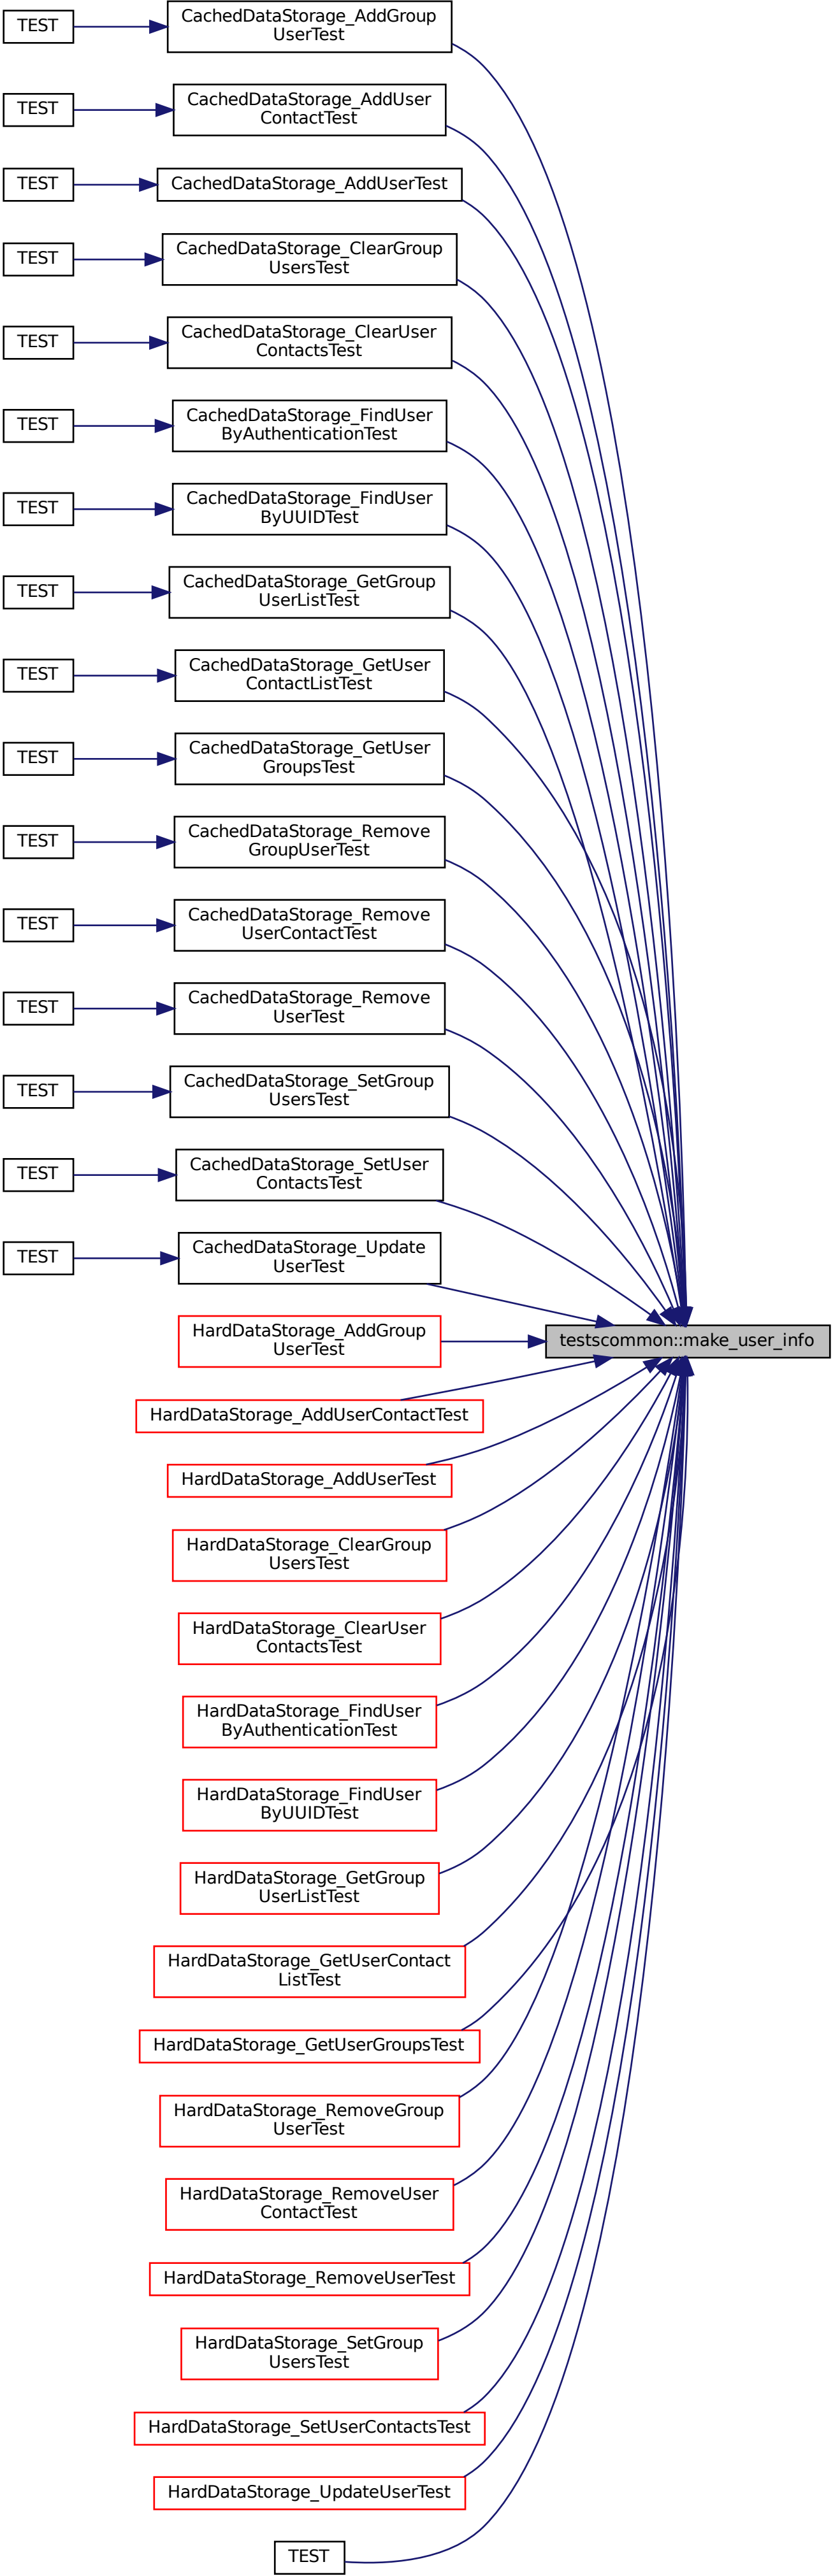 TEST
CachedDataStorage_AddGroup
UserTest
TEST
CachedDataStorage_AddUser
ContactTest
TEST
CachedDataStorage_AddUserTest
TEST
CachedDataStorage_ClearGroup
UsersTest
TEST
CachedDataStorage_ClearUser
ContactsTest
TEST
CachedDataStorage_FindUser
ByAuthenticationTest
TEST
CachedDataStorage_FindUser
ByUUIDTest
TEST
CachedDataStorage_GetGroup
UserListTest
TEST
CachedDataStorage_GetUser
ContactListTest
TEST
CachedDataStorage_GetUser
GroupsTest
TEST
CachedDataStorage_Remove
GroupUserTest
TEST
CachedDataStorage_Remove
UserContactTest
TEST
CachedDataStorage_Remove
UserTest
TEST
CachedDataStorage_SetGroup
UsersTest
TEST
CachedDataStorage_SetUser
ContactsTest
TEST
CachedDataStorage_Update
UserTest
HardDataStorage_AddGroup
UserTest
testscommon::make_user_info
HardDataStorage_AddUserContactTest
HardDataStorage_AddUserTest
HardDataStorage_ClearGroup
UsersTest
HardDataStorage_ClearUser
ContactsTest
HardDataStorage_FindUser
ByAuthenticationTest
HardDataStorage_FindUser
ByUUIDTest
HardDataStorage_GetGroup
UserListTest
HardDataStorage_GetUserContact
ListTest
HardDataStorage_GetUserGroupsTest
HardDataStorage_RemoveGroup
UserTest
HardDataStorage_RemoveUser
ContactTest
HardDataStorage_RemoveUserTest
HardDataStorage_SetGroup
UsersTest
HardDataStorage_SetUserContactsTest
HardDataStorage_UpdateUserTest
TEST